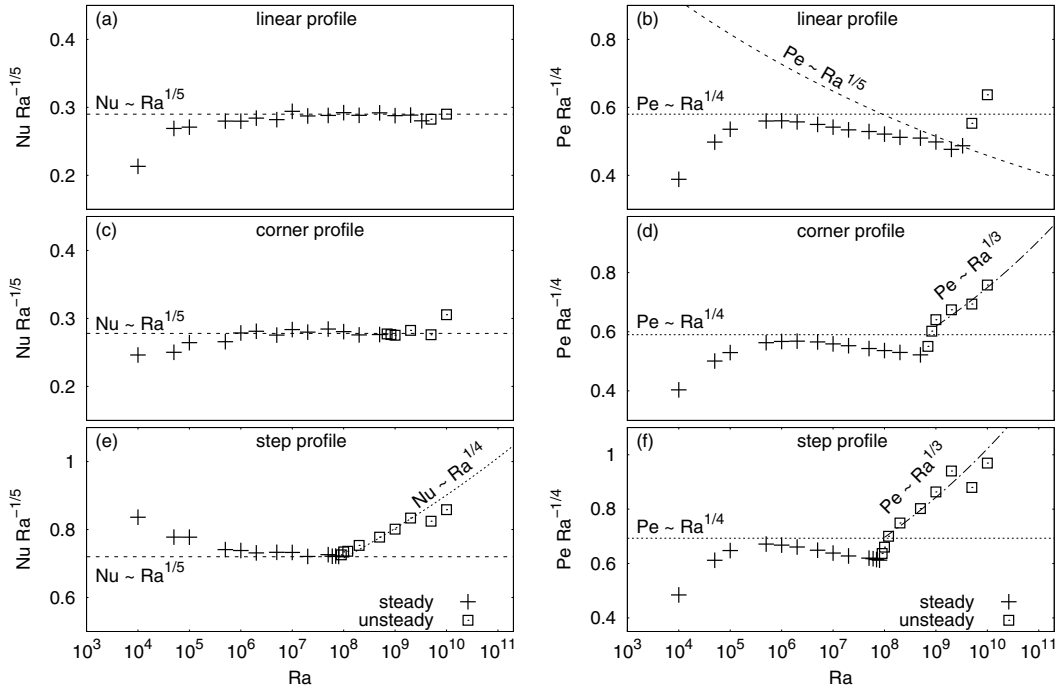 (a) linear profile
0.4
0.3
0.2
Nu Ra^{-1/5}
Nu ~ Ra^{1/5}
(b) linear profile
0.8
0.6
0.4
Pe Ra^{-1/4}
Pe ~ Ra^{1/5}
Pe ~ Ra^{1/4}
(c) corner profile
0.4
0.3
0.2
Nu Ra^{-1/5}
Nu ~ Ra^{1/5}
(d) corner profile
0.8
0.6
0.4
Pe Ra^{-1/4}
Pe ~ Ra^{1/3}
Pe ~ Ra^{1/4}
(e) step profile
1
0.8
0.6
Nu Ra^{-1/5}
Nu ~ Ra^{1/4}
Nu ~ Ra^{1/5}
steady
unsteady
10^3 10^4 10^5 10^6 10^7 10^8 10^9 10^{10} 10^{11}
Ra
(f) step profile
1
0.8
0.6
0.4
Pe Ra^{-1/4}
Pe ~ Ra^{1/3}
Pe ~ Ra^{1/4}
steady
unsteady
10^3 10^4 10^5 10^6 10^7 10^8 10^9 10^{10} 10^{11}
Ra